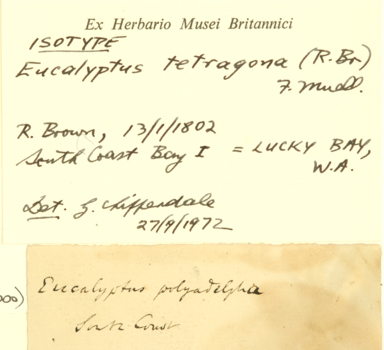 Ex Herbario Musei Britannici
ISOTYPE
Eucalyptus tetragona (R.Br)
F. Muell.
R. Brown, 13/1/1802
South Coast Bay I = LUCKY BAY,
W.A.
Det. G. Chippendale
27/9/1972
000)
Eucalyptus polyadelpha
South Coast